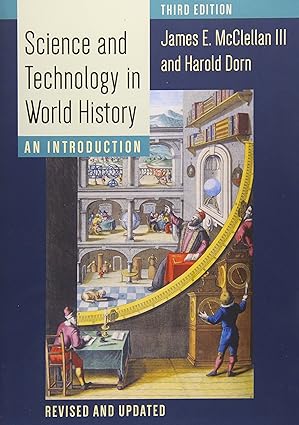 THIRD EDITION
Science and
Technology in
World History
AN INTRODUCTION
James E. McClellan III
and Harold Dorn
REVISED AND UPDATED